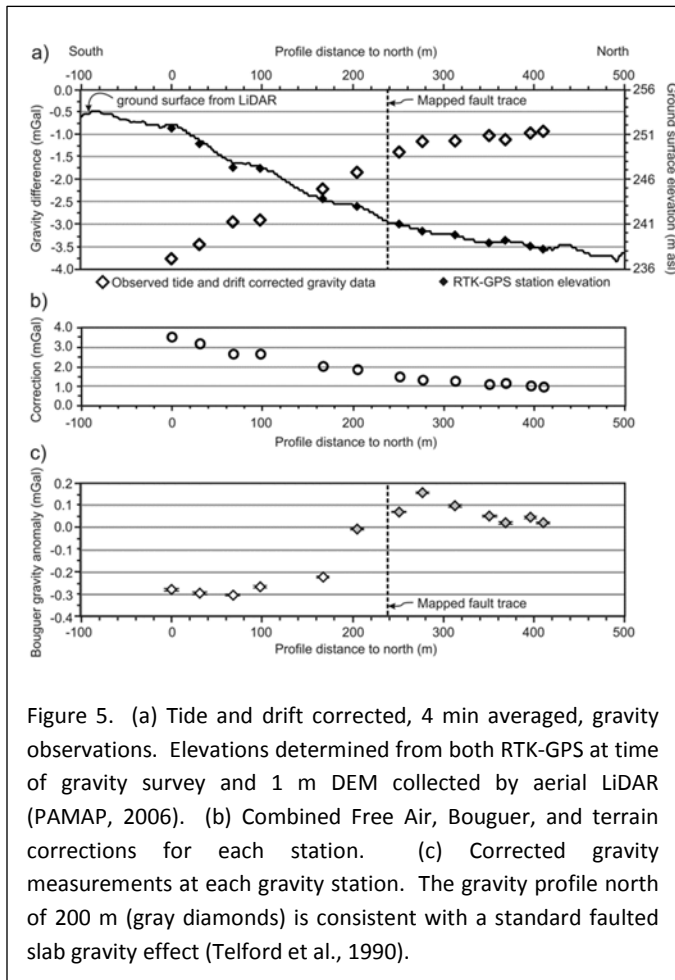 a)
South
Profile distance to north (m)
North
-100 0 100 200 300 400 500
0.0
-0.5
-1.0
-1.5
-2.0
-2.5
-3.0
-3.5
-4.0
Gravity difference (mGal)
256
251
246
241
236
Ground surface elevation (m asl)
ground surface from LiDAR
Mapped fault trace
Observed tide and drift corrected gravity data
RTK-GPS station elevation
b)
Correction (mGal)
4.0
3.0
2.0
1.0
0.0
-100 0 100 200 300 400 500
Profile distance to north (m)
c)
Bouguer gravity anomaly (mGal)
0.2
0.1
0.0
-0.1
-0.2
-0.3
-0.4
Mapped fault trace
-100 0 100 200 300 400 500
Profile distance to north (m)
Figure 5. (a) Tide and drift corrected, 4 min averaged, gravity
observations. Elevations determined from both RTK-GPS at time
of gravity survey and 1 m DEM collected by aerial LiDAR
(PAMAP, 2006). (b) Combined Free Air, Bouguer, and terrain
corrections for each station. (c) Corrected gravity
measurements at each gravity station. The gravity profile north
of 200 m (gray diamonds) is consistent with a standard faulted
slab gravity effect (Telford et al., 1990).